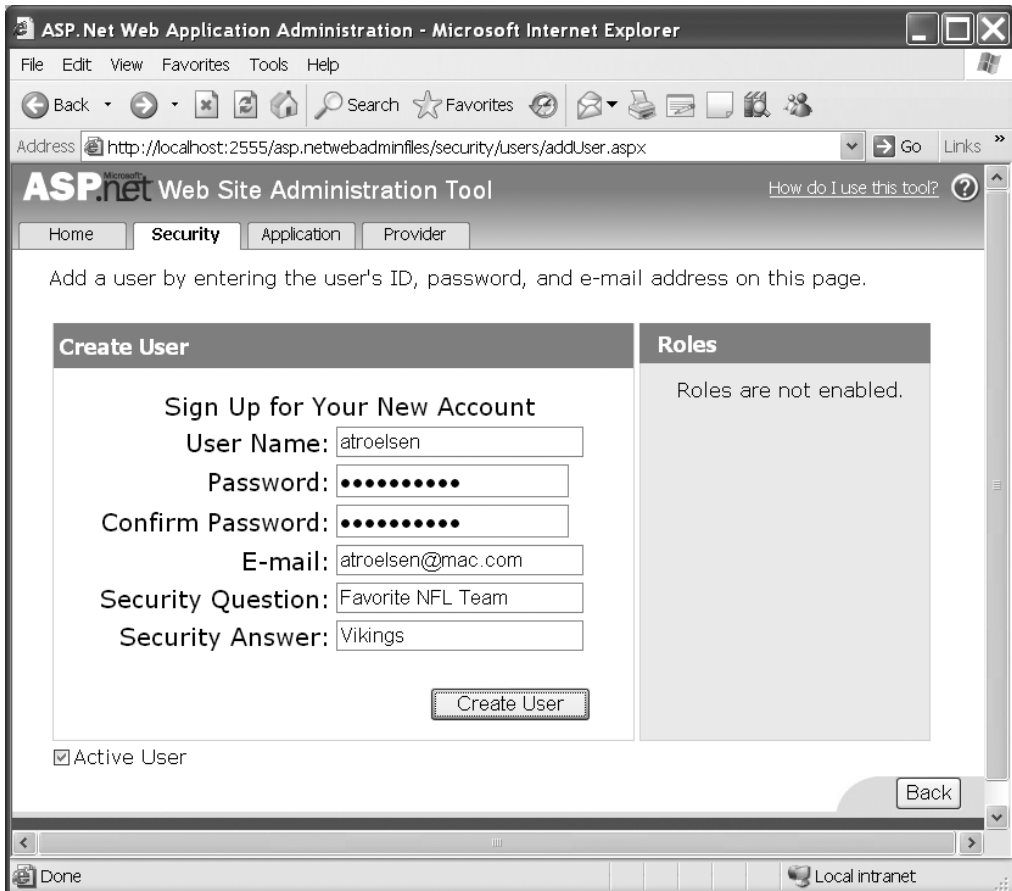 ASP.Net Web Application Administration - Microsoft Internet Explorer
File Edit View Favorites Tools Help
Back Search Favorites
Address http://localhost:2555/asp.netwebadminfiles/security/users/addUser.aspx Go Links »
Microsoft
ASP.net Web Site Administration Tool How do I use this tool? ?
Home Security Application Provider
Add a user by entering the user's ID, password, and e-mail address on this page.
Create User Roles
Roles are not enabled.
Sign Up for Your New Account
User Name: atroelsen
Password: ●●●●●●●●●●
Confirm Password: ●●●●●●●●●●
E-mail: atroelsen@mac.com
Security Question: Favorite NFL Team
Security Answer: Vikings
Create User
Active User
Back
Done Local intranet